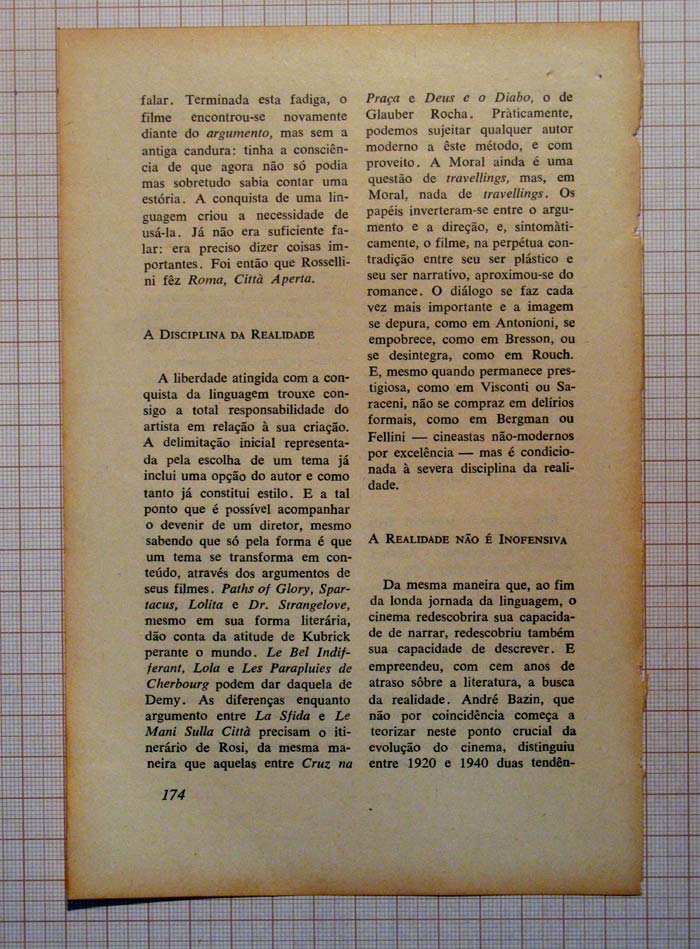 falar. Terminada esta fadiga, o
filme encontrou-se novamente
diante do argumento, mas sem a
antiga candura: tinha a consciên-
cia de que agora não só podia
mas sobretudo sabia contar uma
estória. A conquista de uma lin-
guagem criou a necessidade de
usá-la. Já não era suficiente fa-
lar: era preciso dizer coisas im-
portantes. Foi então que Rosselli-
ni fêz Roma, Città Aperta.
A DISCIPLINA DA REALIDADE
A liberdade atingida com a con-
quista da linguagem trouxe con-
sigo a total responsabilidade do
artista em relação à sua criação.
A delimitação inicial representa-
da pela escolha de um tema já
inclui uma opção do autor e como
tanto já constitui estilo. E a tal
ponto que é possível acompanhar
o devenir de um diretor, mesmo
sabendo que só pela forma é que
um tema se transforma em con-
teúdo, através dos argumentos de
seus filmes. Paths of Glory, Spar-
tacus, Lolita e Dr. Strangelove,
mesmo em sua forma literária,
dão conta da atitude de Kubrick
perante o mundo. Le Bel Indif-
ferant, Lola e Les Parapluies de
Cherbourg podem dar daquela de
Demy. As diferenças enquanto
argumento entre La Sfida e Le
Mani Sulla Città precisam o iti-
nerário de Rosi, da mesma ma-
neira que aquelas entre Cruz na
Praça e Deus e o Diabo, o de
Glauber Rocha. Pràticamente,
podemos sujeitar qualquer autor
moderno a êste método, e com
proveito. A Moral ainda é uma
questão de travellings, mas, em
Moral, nada de travellings. Os
papéis inverteram-se entre o argu-
mento e a direção, e, sintomàti-
camente, o filme, na perpétua con-
tradição entre seu ser plástico e
seu ser narrativo, aproximou-se do
romance. O diálogo se faz cada
vez mais importante e a imagem
se depura, como em Antonioni, se
empobrece, como em Bresson, ou
se desintegra, como em Rouch.
E, mesmo quando permanece pres-
tigiosa, como em Visconti ou Sa-
raceni, não se compraz em delírios
formais, como em Bergman ou
Fellini — cineastas não-modernos
por excelência — mas é condicio-
nada à severa disciplina da reali-
dade.
A REALIDADE NÃO É INOFENSIVA
Da mesma maneira que, ao fim
da londa jornada da linguagem, o
cinema redescobrira sua capacida-
de de narrar, redescobriu também
sua capacidade de descrever. E
empreendeu, com cem anos de
atraso sôbre a literatura, a busca
da realidade. André Bazin, que
não por coincidência começa a
teorizar neste ponto crucial da
evolução do cinema, distinguiu
entre 1920 e 1940 duas tendên-
174